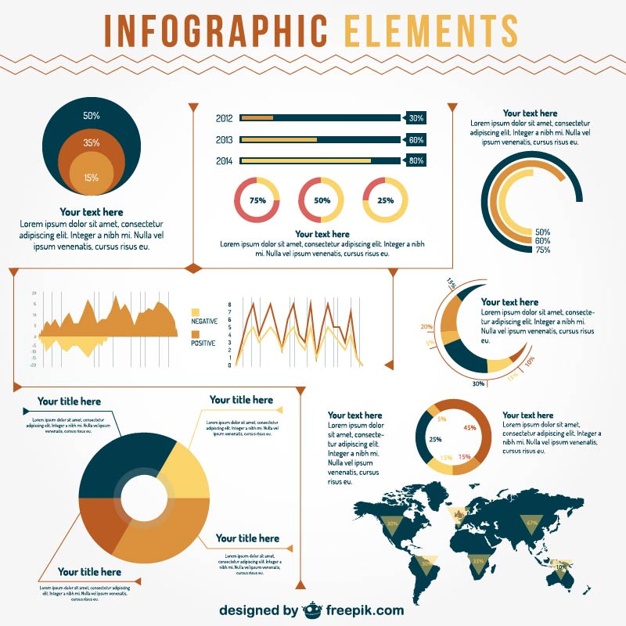 INFOGRAPHIC ELEMENTS
50%
35%
15%
Your text here
Lorem ipsum dolor sit amet,
consectetur adipiscing elit.
Integer a nibh mi. Nulla vel
ipsum venenatis, cursus risus eu.
2012
30%
2013
60%
2014
80%
75%
50%
25%
Your text here
Lorem ipsum dolor sit amet, consectetur adipiscing
elit. Integer a nibh mi. Nulla vel ipsum
venenatis, cursus risus eu.
Your text here
Lorem ipsum dolor sit amet, consectetur
adipiscing elit. Integer a nibh mi. Nulla vel
ipsum venenatis, cursus risus eu.
50%
60%
75%
NEGATIVE
POSITIVE
8
7
6
5
4
3
2
1
0
15%
20%
30%
15%
10%
Your text here
Lorem ipsum dolor
sit amet, consecte-
tur adipiscing elit.
Integer a nibh mi.
Nulla vel ipsum
venenatis, cursus risus
eu.
Your title here
Lorem ipsum dolor sit amet, consectetur
adipiscing elit. Integer a nibh mi. Nulla vel
ipsum venenatis, cursus risus eu.
Your title here
Lorem ipsum dolor sit amet, consectetur
adipiscing elit. Integer a nibh mi. Nulla vel
ipsum venenatis, cursus risus eu.
Your title here
Lorem ipsum dolor sit amet, consectetur
adipiscing elit. Integer a nibh mi. Nulla vel
ipsum venenatis, cursus risus eu.
Your title here
Lorem ipsum dolor sit amet, consectetur adipiscing
elit. Integer a nibh mi. Nulla vel ipsum venenatis,
cursus risus eu.
Your text here
Lorem ipsum dolor
sit amet, consecte-
tur adipiscing elit.
Integer a nibh mi.
Nulla vel ipsum
venenatis, cursus
risus eu.
5%
45%
25%
15%
15%
Your text here
Lorem ipsum dolor sit amet,
consectetur adipiscing elit. Integer a
nibh mi. Nulla vel ipsum venenatis,
cursus risus eu.
designed by freepik.com